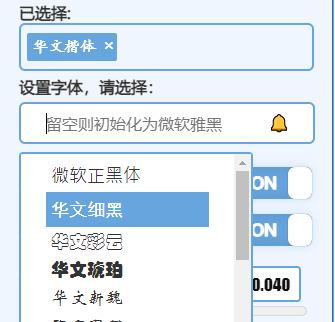 已选择:
华文楷体 ×
设置字体，请选择:
留空则初始化为微软雅黑
微软正黑体
ON
华文细黑
华文彩云
ON
华文琥珀
华文新魏
0.040